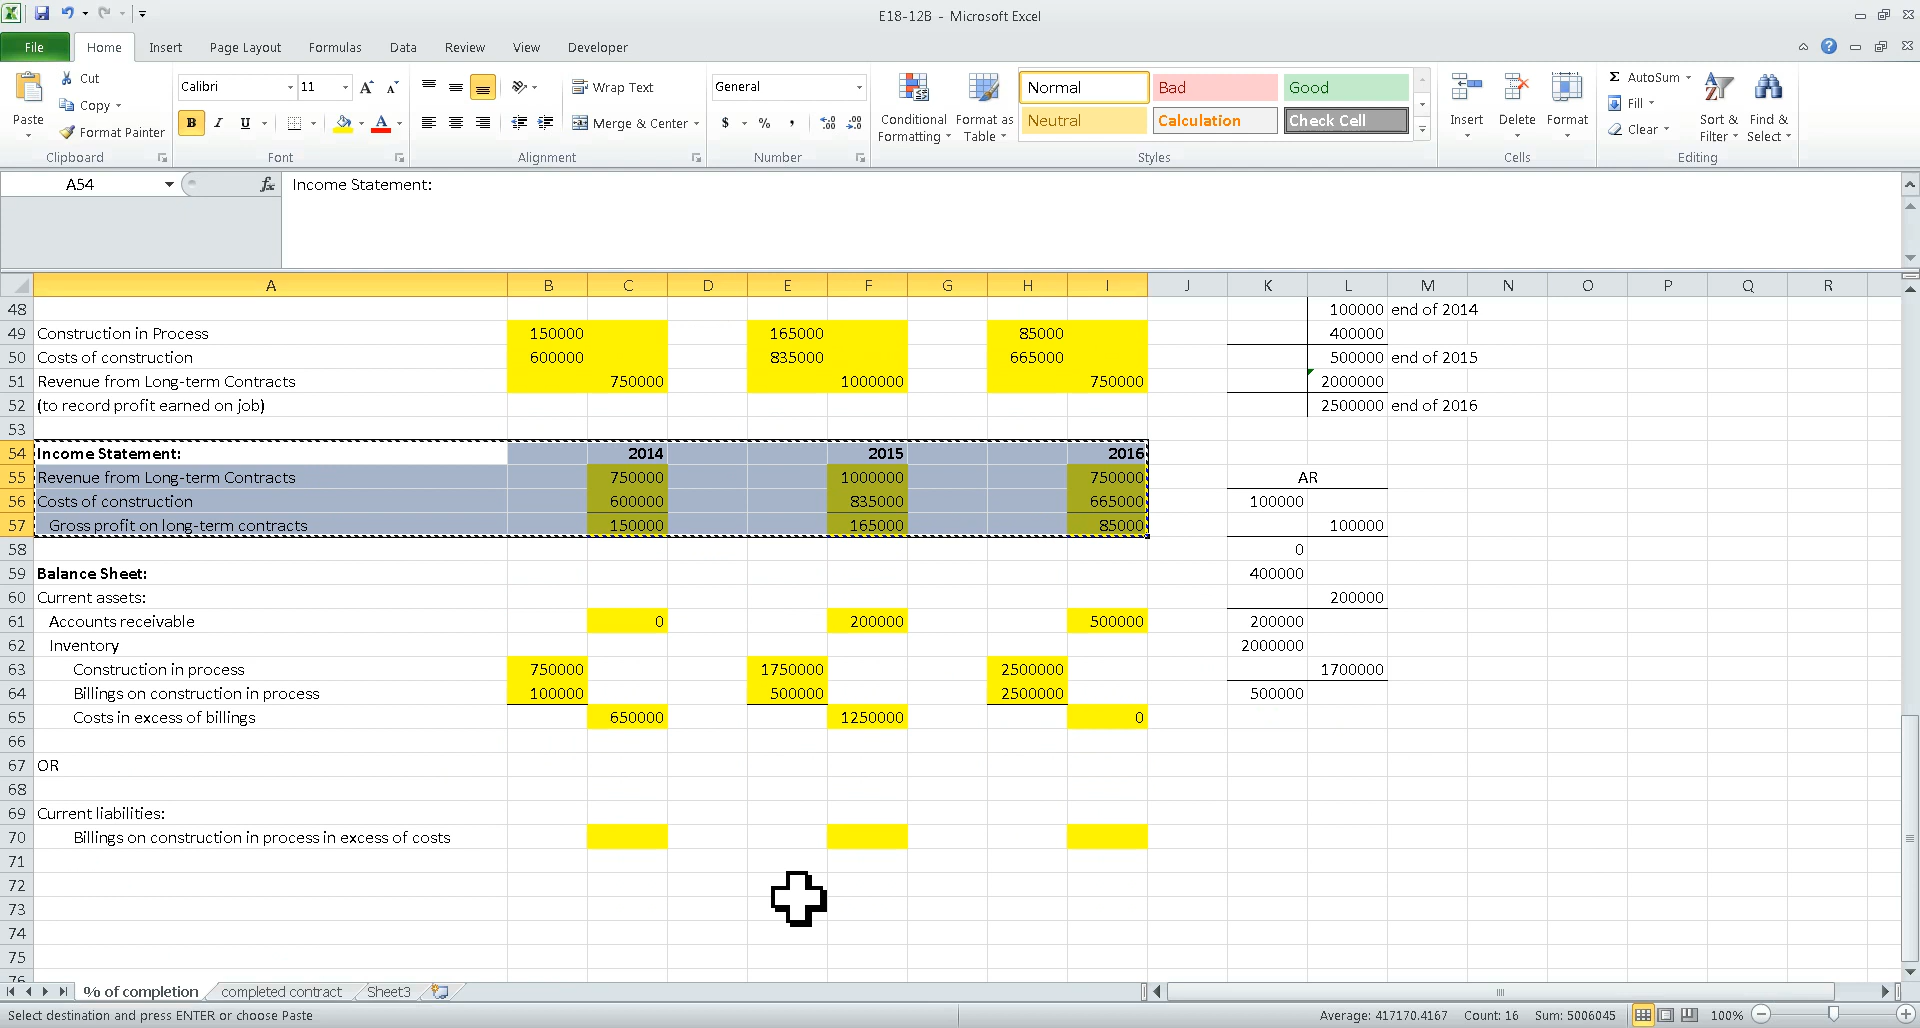 E18-12B - Microsoft Excel
File Home Insert Page Layout Formulas Data Review View Developer
Paste
Cut
Copy
Format Painter
Clipboard
Calibri 11
B I U
Font
Wrap Text
Merge & Center
Alignment
General
$ % ,
Number
Conditional Formatting
Format as Table
Normal Bad Good
Neutral Calculation Check Cell
Styles
Insert Delete Format
Cells
Σ AutoSum
Fill
Clear
Sort & Filter
Find & Select
Editing
A54 fx Income Statement:
A B C D E F G H I J K L M N O P Q R
48 100000 end of 2014
49 Construction in Process 150000 165000 85000 400000
50 Costs of construction 600000 835000 665000 500000 end of 2015
51 Revenue from Long-term Contracts 750000 1000000 750000 2000000
52 (to record profit earned on job) 2500000 end of 2016
53
54 Income Statement: 2014 2015 2016
55 Revenue from Long-term Contracts 750000 1000000 750000 AR
56 Costs of construction 600000 835000 665000 100000
57 Gross profit on long-term contracts 150000 165000 85000 100000
58 0
59 Balance Sheet: 400000
60 Current assets: 200000
61 Accounts receivable 0 200000 500000 200000
62 Inventory 2000000
63 Construction in process 750000 1750000 2500000 1700000
64 Billings on construction in process 100000 500000 2500000 500000
65 Costs in excess of billings 650000 1250000 0
66
67 OR
68
69 Current liabilities:
70 Billings on construction in process in excess of costs
71
72
73
74
75
76
% of completion completed contract Sheet3
Select destination and press ENTER or choose Paste Average: 417170.4167 Count: 16 Sum: 5006045 100%